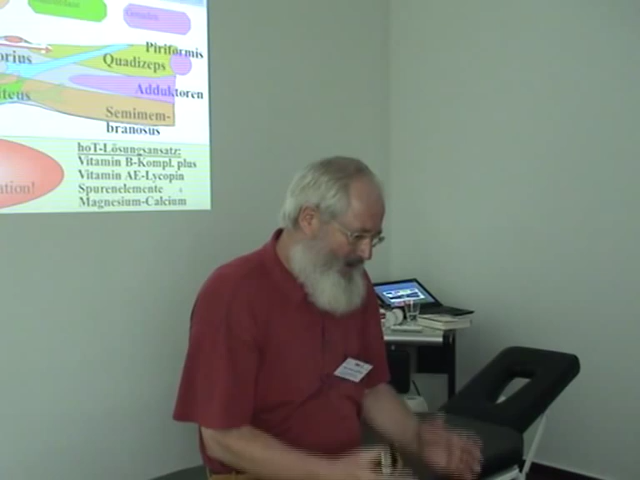 Piriformis
orius
Quadizeps
Adduktoren
teus
Semimem-
branosus
hoT-Lösungsansatz:
Vitamin B-Kompl. plus
Vitamin AE-Lycopin
ation!
Spurenelemente
Magnesium-Calcium